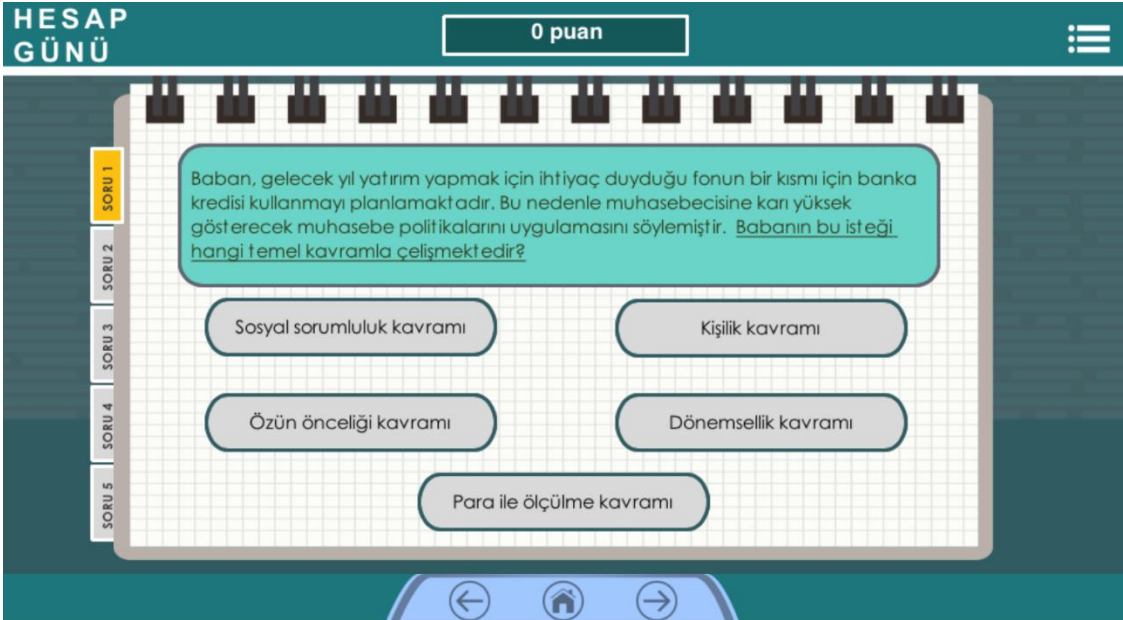 HESAP
GÜNÜ
0 puan
SORU 1
SORU 2
SORU 3
SORU 4
SORU 5
Baban, gelecek yıl yatırım yapmak için ihtiyaç duyduğu fonun bir kısmı için banka
kredisi kullanmayı planlamaktadır. Bu nedenle muhasebecisine karı yüksek
gösterecek muhasebe politikalarını uygulamasını söylemiştir. Babanın bu isteği
hangi temel kavramla çelişmektedir?
Sosyal sorumluluk kavramı
Kişilik kavramı
Özün önceliği kavramı
Dönemsellik kavramı
Para ile ölçülme kavramı